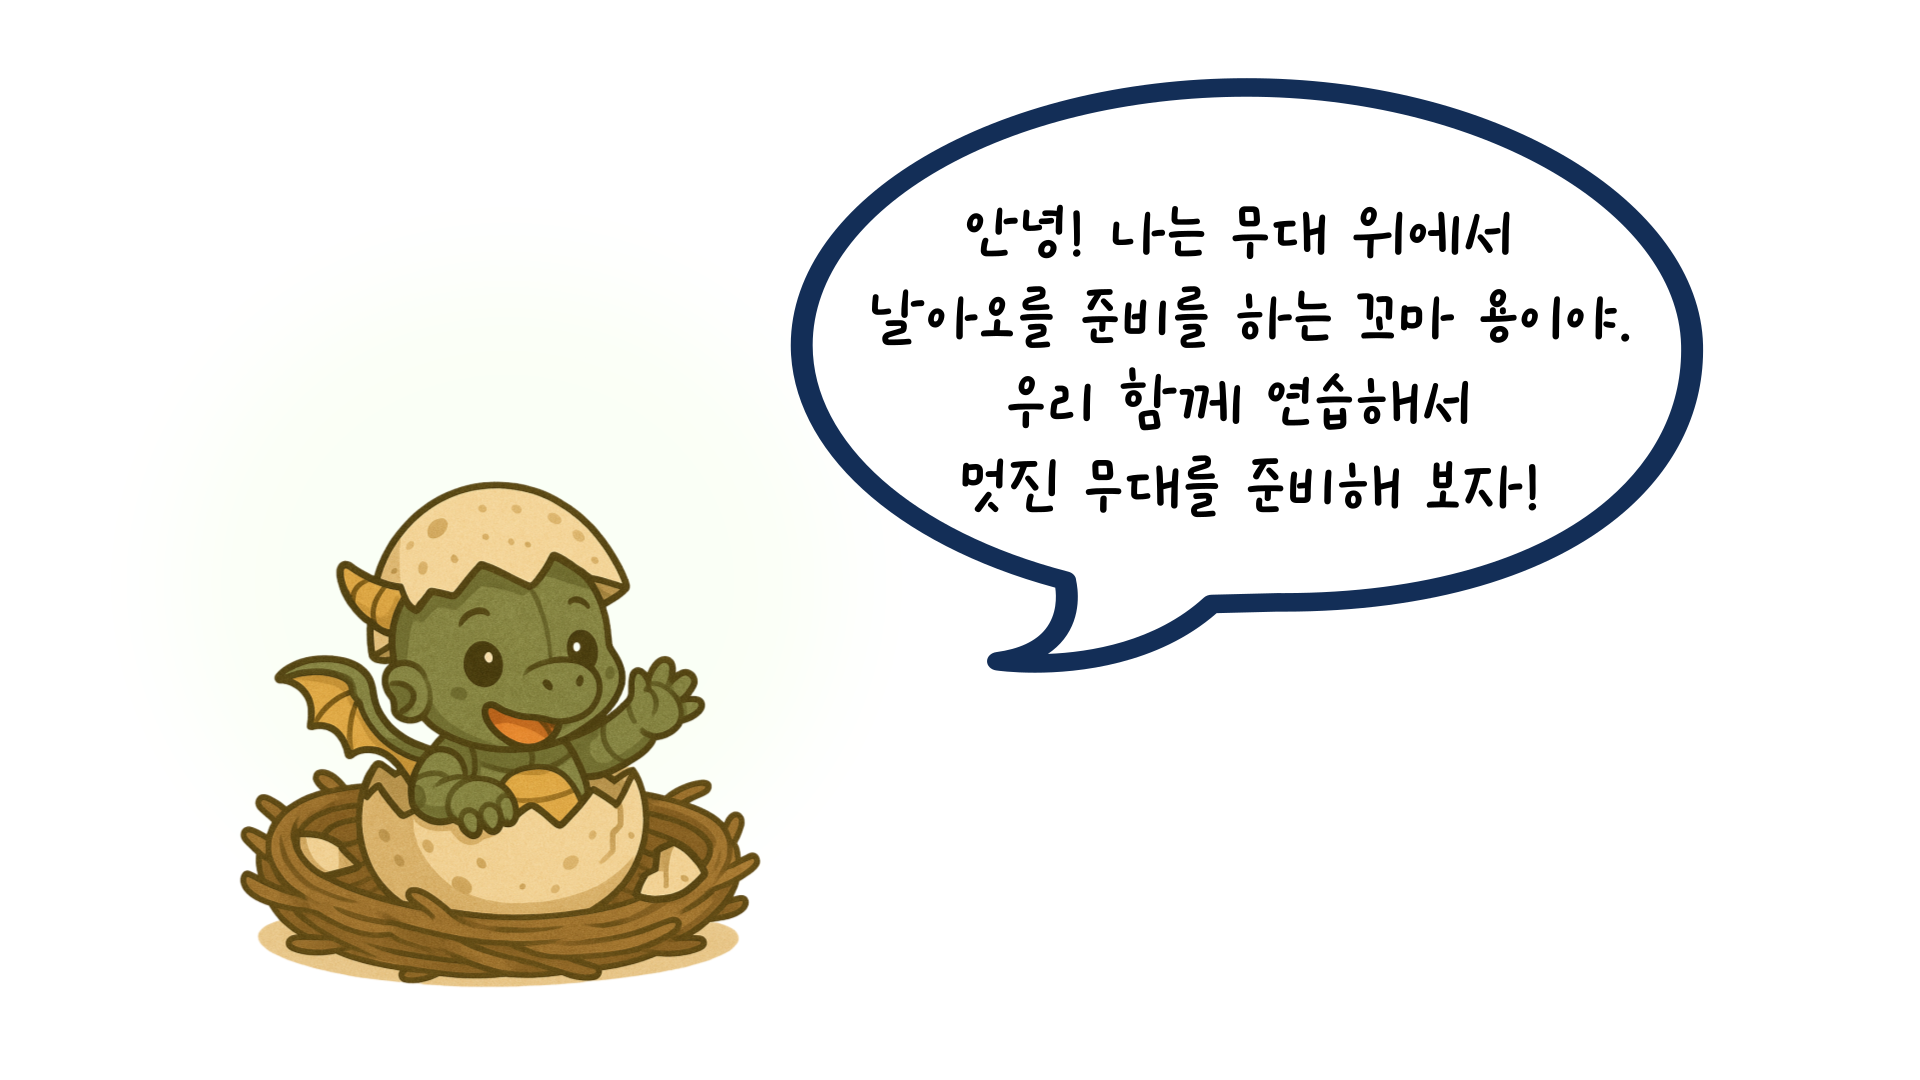 안녕! 나는 무대 위에서
날아오를 준비를 하는 꼬마 용이야.
우리 함께 연습해서
멋진 무대를 준비해 보자!